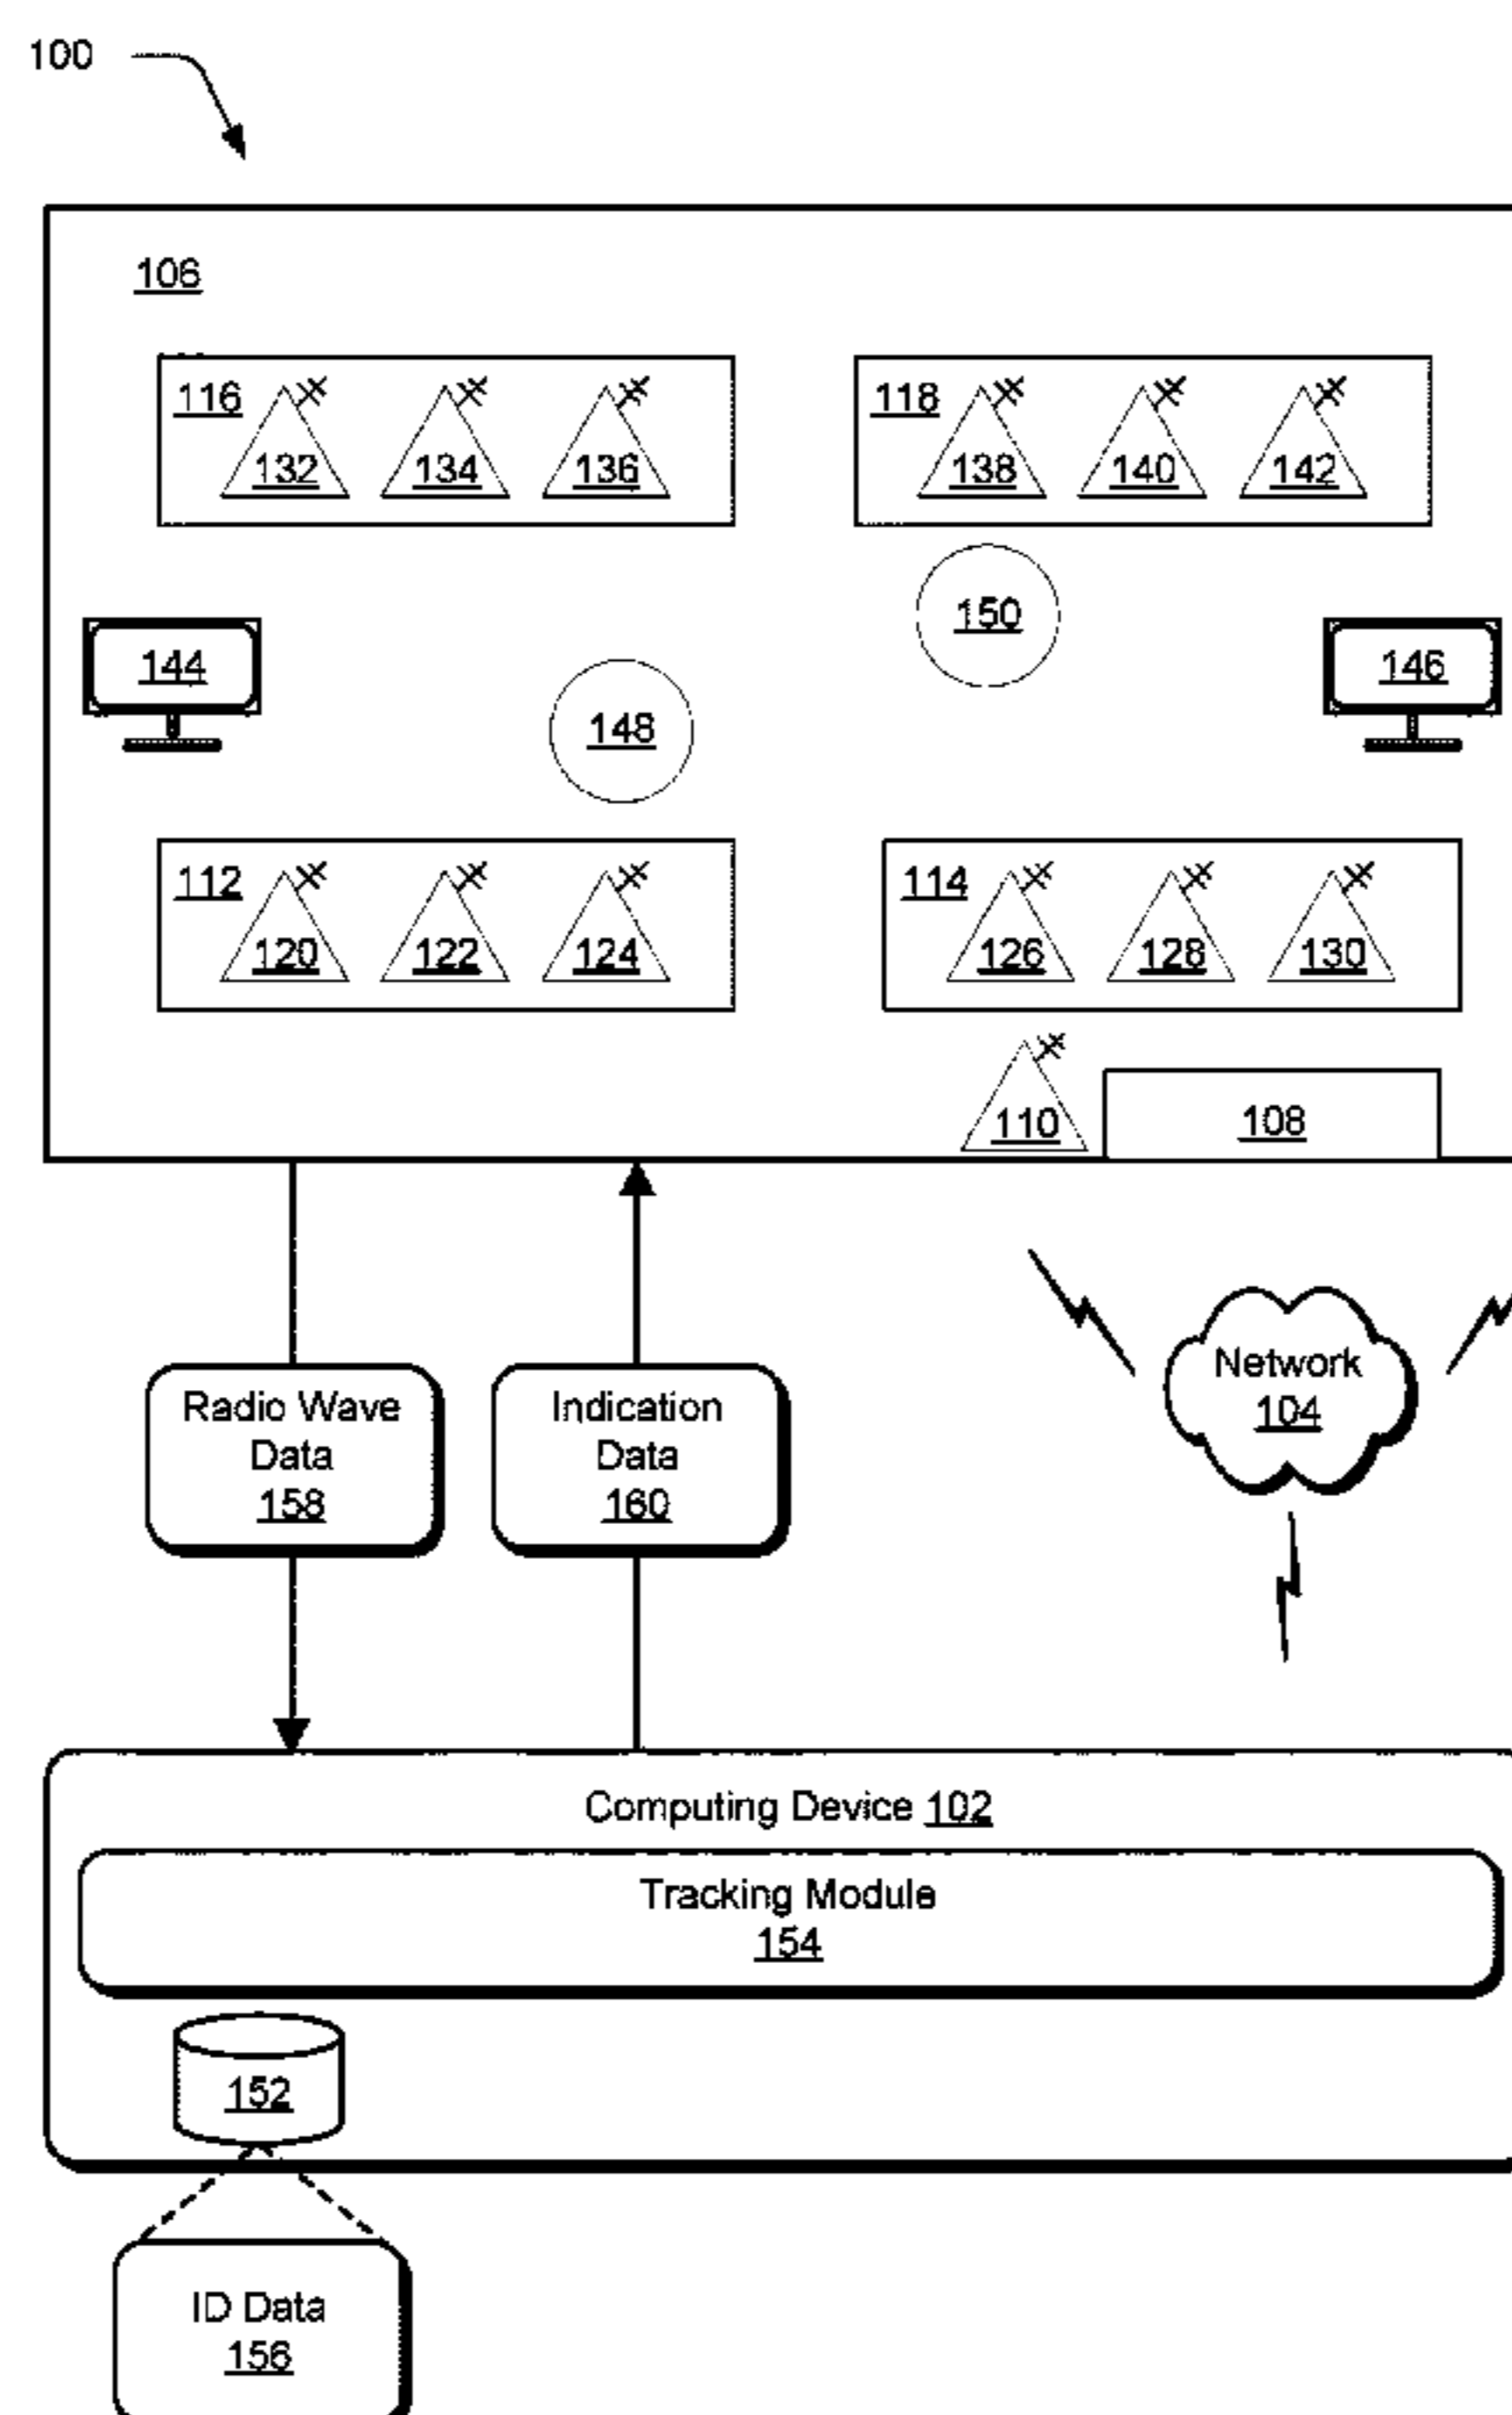 100
106
116 132 134 136
118 138 140 142
150
144
146
148
112 120 122 124
114 126 128 130
110
108
Radio Wave
Data
158
Indication
Data
160
Network
104
Computing Device 102
Tracking Module
154
152
ID Data
156